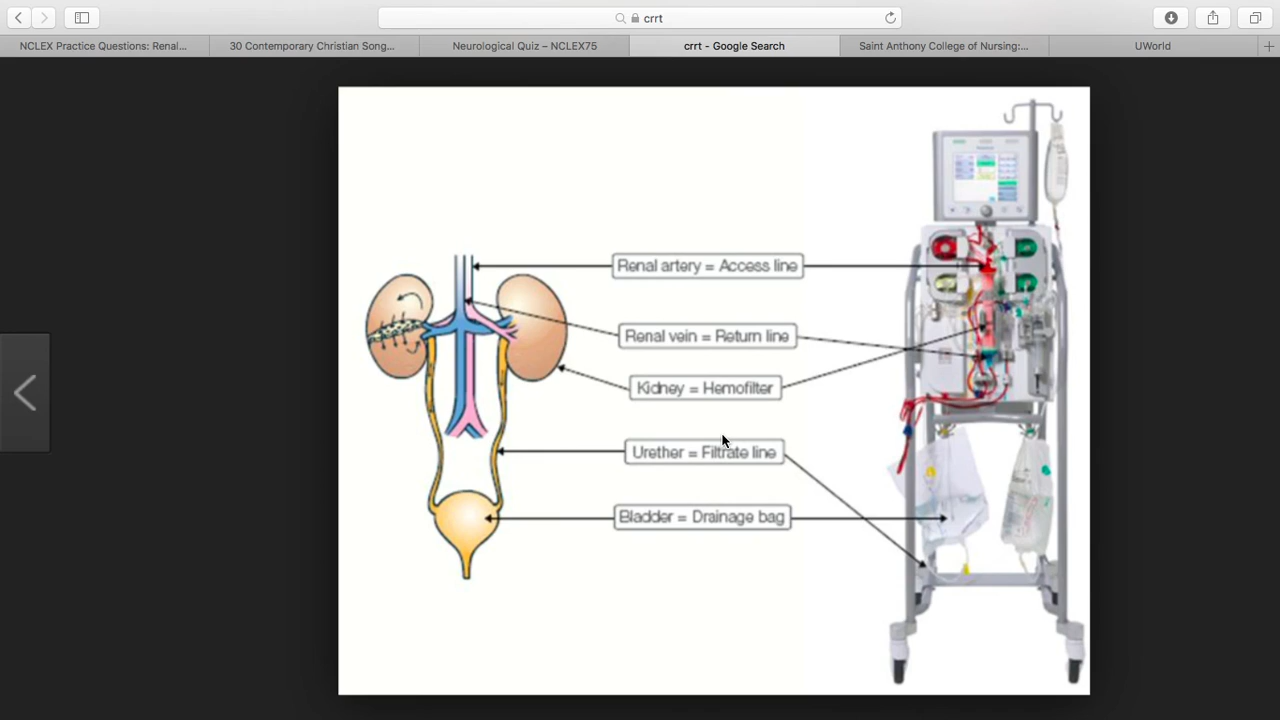 crrt
NCLEX Practice Questions: Renal...
30 Contemporary Christian Song...
Neurological Quiz – NCLEX75
crrt - Google Search
Saint Anthony College of Nursing:...
UWorld
Renal artery = Access line
Renal vein = Return line
Kidney = Hemofilter
Urether = Filtrate line
Bladder = Drainage bag